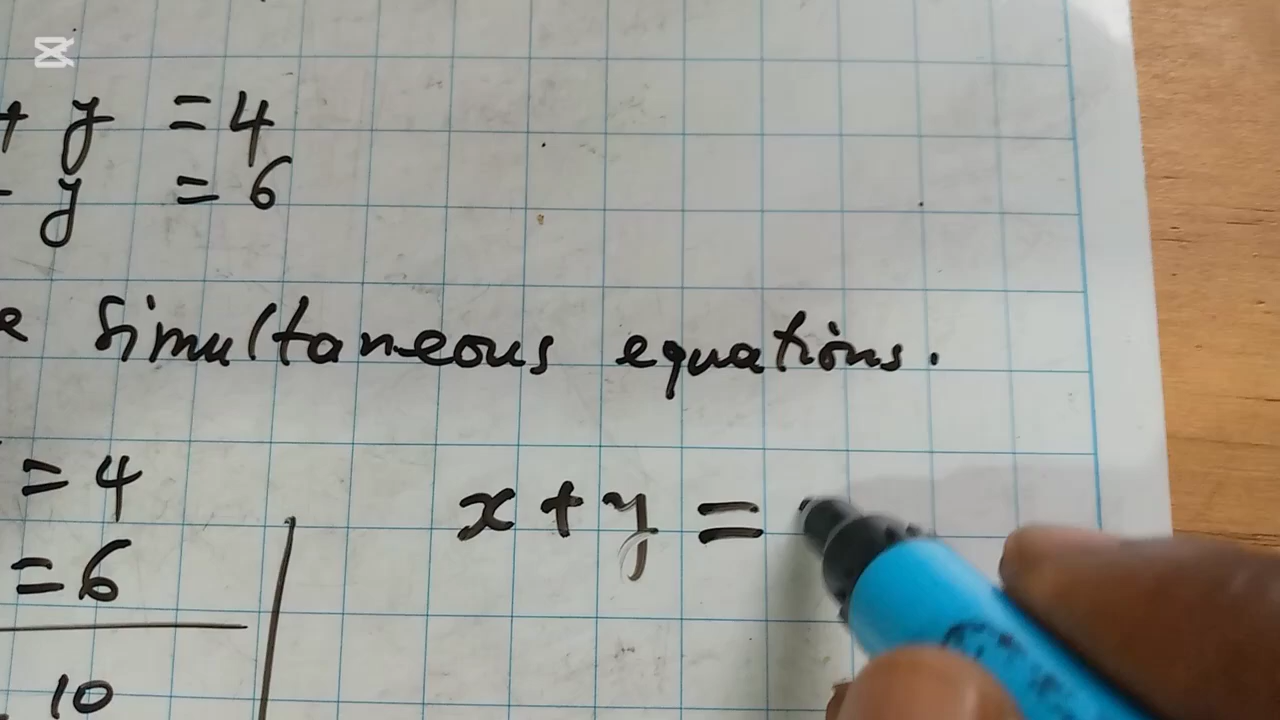 + y = 4
- y = 6
e Simultaneous equations.
= 4
= 6
10
x + y =